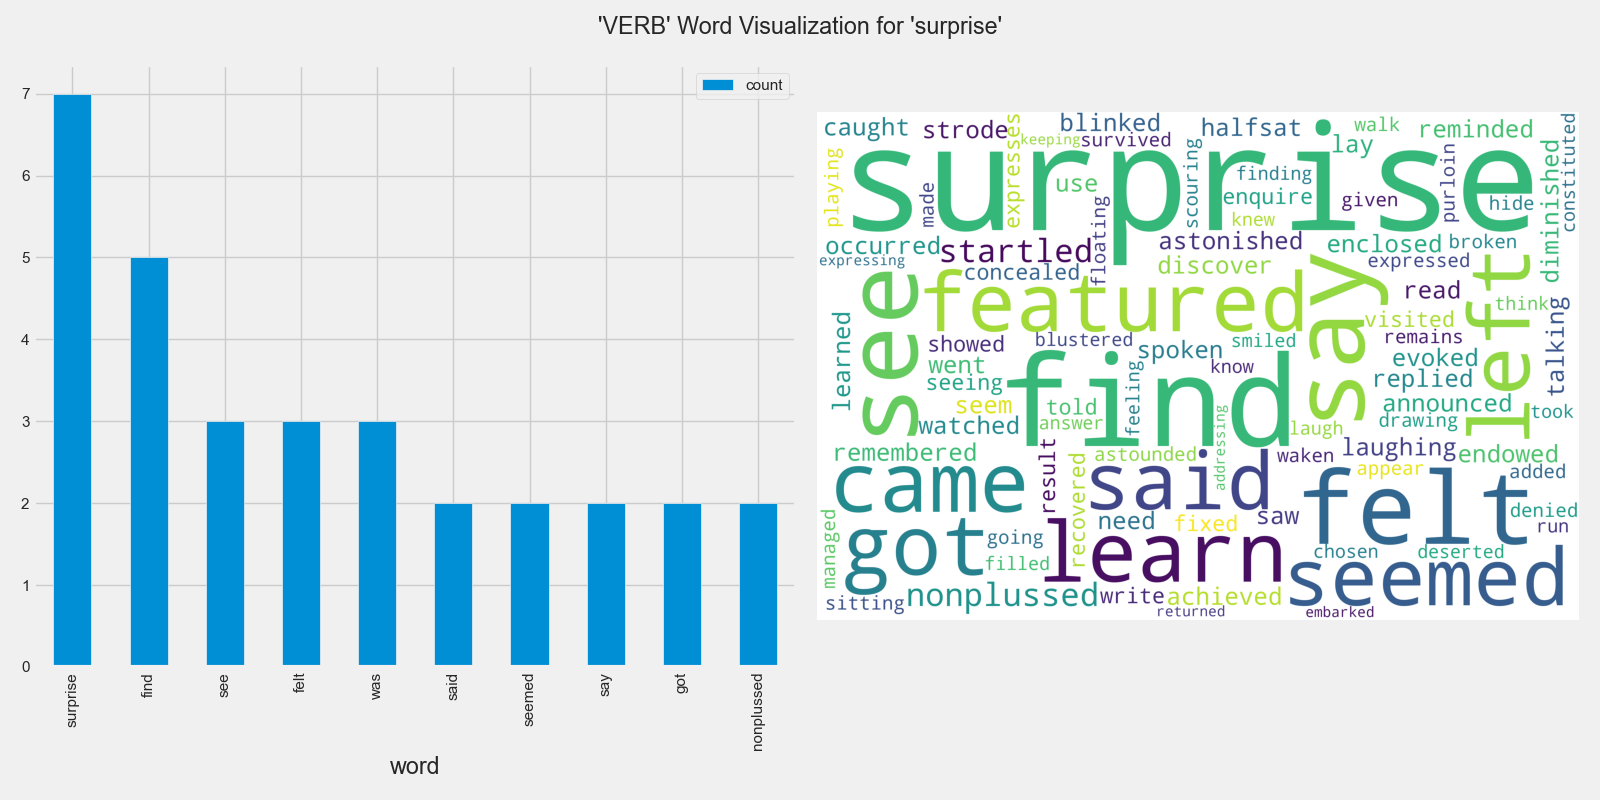 'VERB' Word Visualization for 'surprise'
count
7
6
5
4
3
2
1
0
surprise
find
see
felt
was
said
seemed
say
got
nonplussed
word
caught
strode
expresses
keeping
blinked
survived
halfsat
walk
reminded
lay
constituted
surprise
playing
made
use
scouring
finding
enquire
knew
given
purloin
hide
diminished
floating
occurred
startled
astonished
enclosed
broken
expressing
concealed
discover
expressed
see
featured
say
read
left
think
visited
learned
showed
blustered
spoken
smiled
remains
talking
went
know
evoked
seeing
find
feeling
replied
seem
told
announced
took
watched
answer
addressing
laugh
drawing
remembered
result
astounded
waken
laughing
endowed
came
recovered
said
appear
added
felt
managed
got
need
fixed
saw
denied
run
going
learn
chosen
deserted
filled
seemed
sitting
nonplussed
write
achieved
returned
embarked